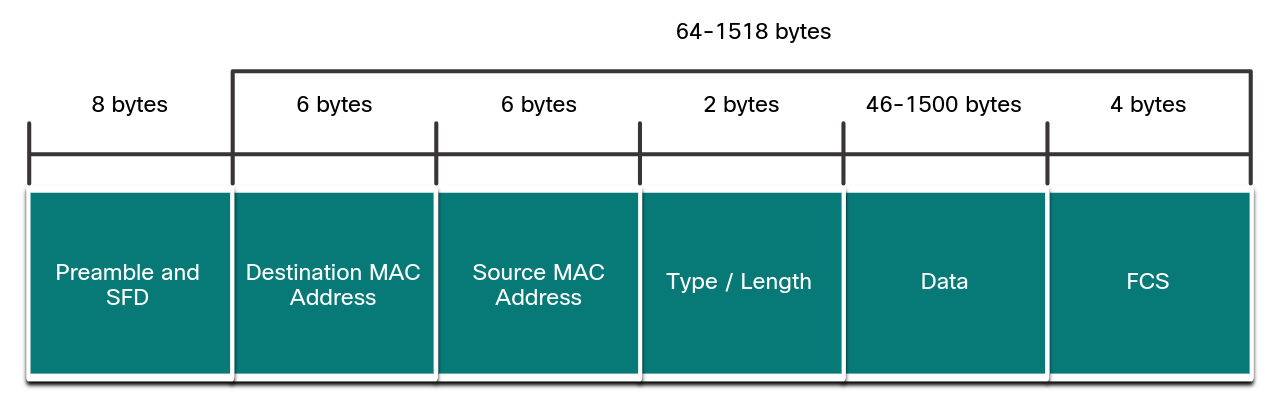 64-1518 bytes
8 bytes
6 bytes
6 bytes
2 bytes
46-1500 bytes
4 bytes
Preamble and
SFD
Destination MAC
Address
Source MAC
Address
Type / Length
Data
FCS